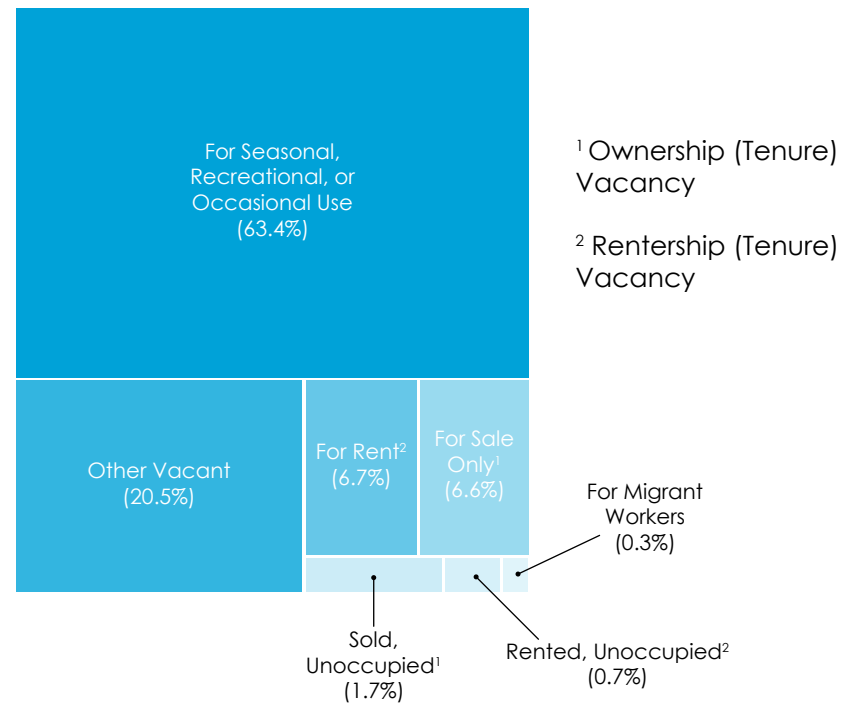 For Seasonal,
Recreational, or
Occasional Use
(63.4%)
¹ Ownership (Tenure)
Vacancy
² Rentership (Tenure)
Vacancy
Other Vacant
(20.5%)
For Rent²
(6.7%)
For Sale
Only¹
(6.6%)
For Migrant
Workers
(0.3%)
Sold,
Unoccupied¹
(1.7%)
Rented, Unoccupied²
(0.7%)